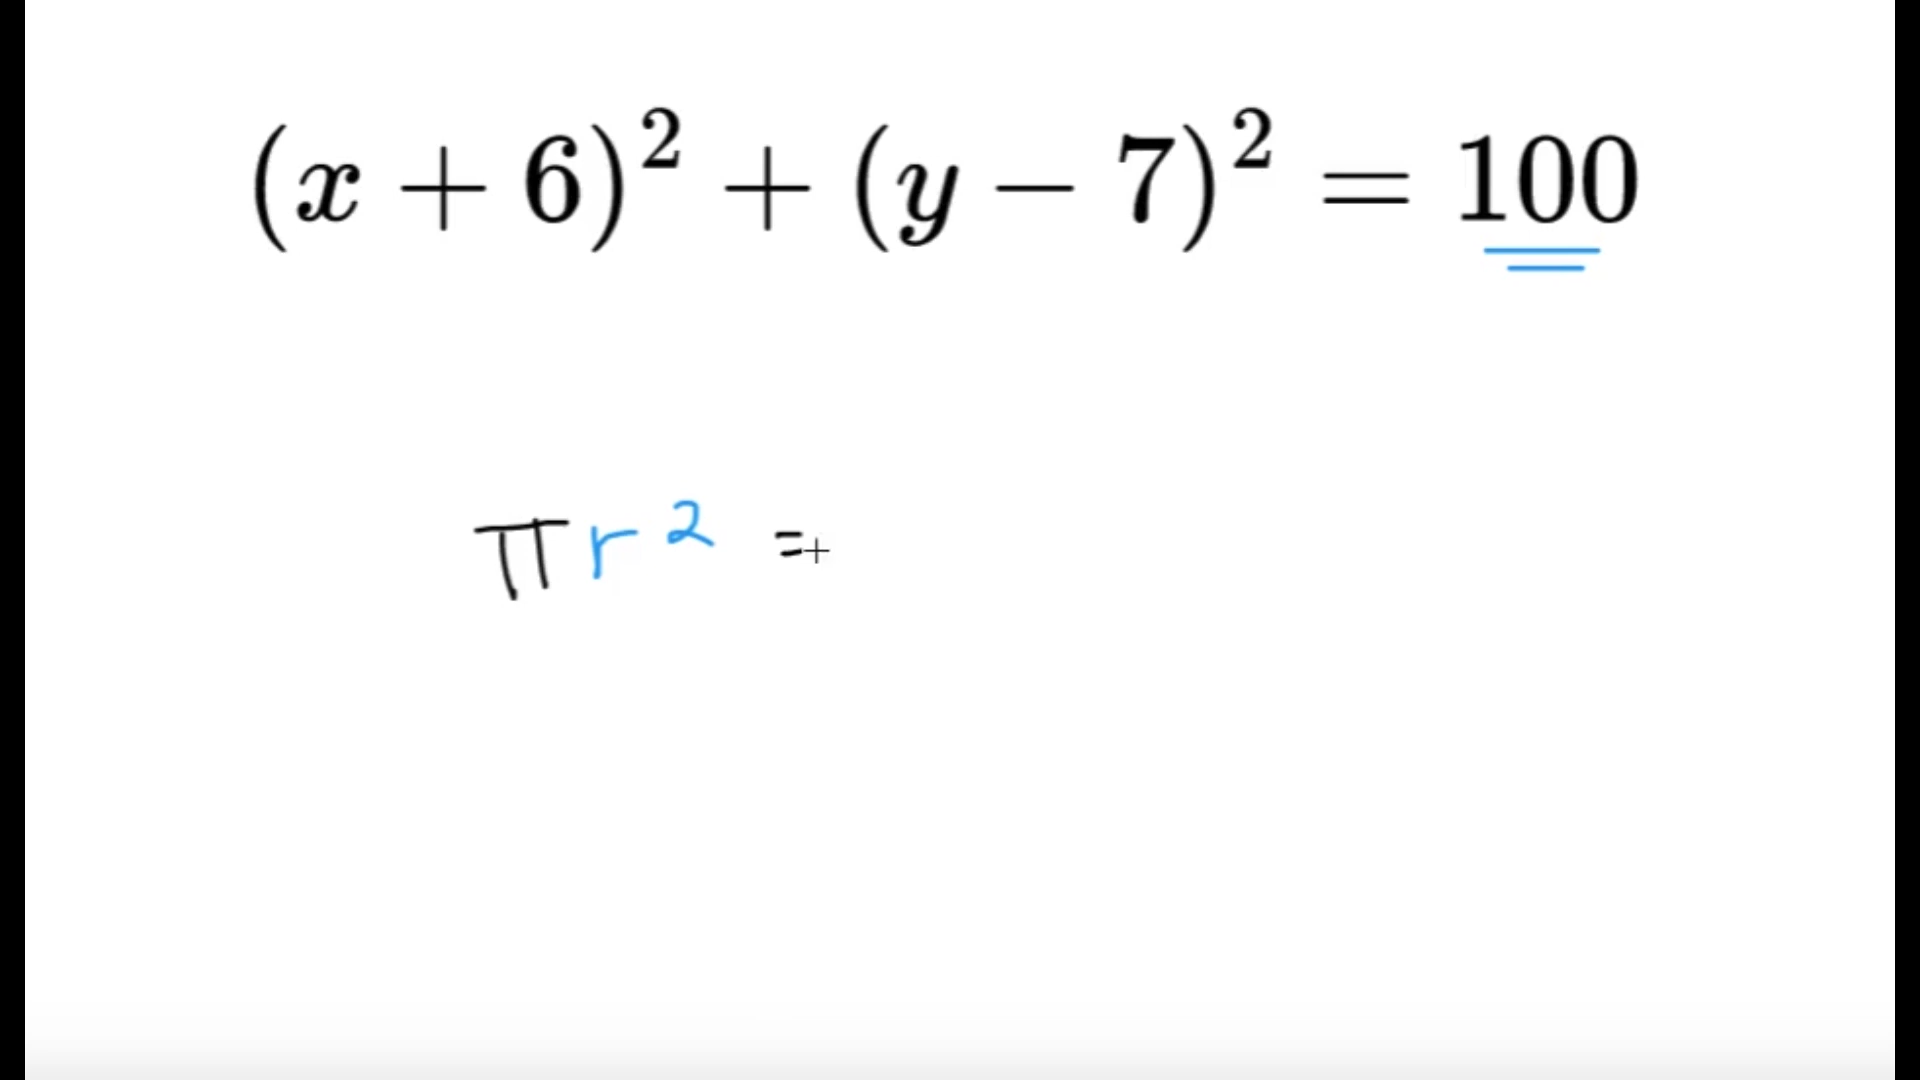 (x + 6)² + (y − 7)² = 100
πr² =